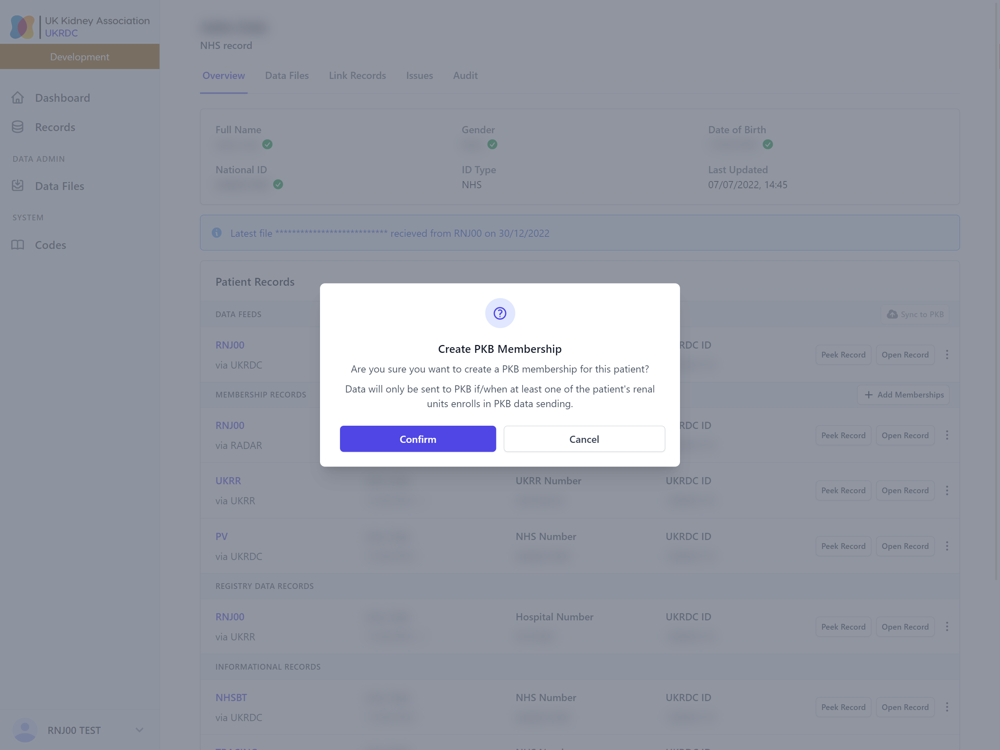 UK Kidney Association
UKRDC
Development
Dashboard
Records
DATA ADMIN
Data Files
SYSTEM
Codes
RNJ00 TEST
NHS record
Overview Data Files Link Records Issues Audit
Full Name Gender Date of Birth
National ID ID Type Last Updated
NHS 07/07/2022, 14:45
Latest file *************************** recieved from RNJ00 on 30/12/2022
Patient Records
DATA FEEDS Sync to PKB
RNJ00 RDC ID
via UKRDC Peek Record Open Record
MEMBERSHIP RECORDS Add Memberships
RNJ00 RDC ID
via RADAR Peek Record Open Record
Create PKB Membership
Are you sure you want to create a PKB membership for this patient?
Data will only be sent to PKB if/when at least one of the patient's renal
units enrolls in PKB data sending.
Confirm Cancel
UKRR UKRR Number UKRDC ID
via UKRR Peek Record Open Record
PV NHS Number UKRDC ID
via UKRDC Peek Record Open Record
REGISTRY DATA RECORDS
RNJ00 Hospital Number UKRDC ID
via UKRR Peek Record Open Record
INFORMATIONAL RECORDS
NHSBT NHS Number UKRDC ID
via UKRDC Peek Record Open Record